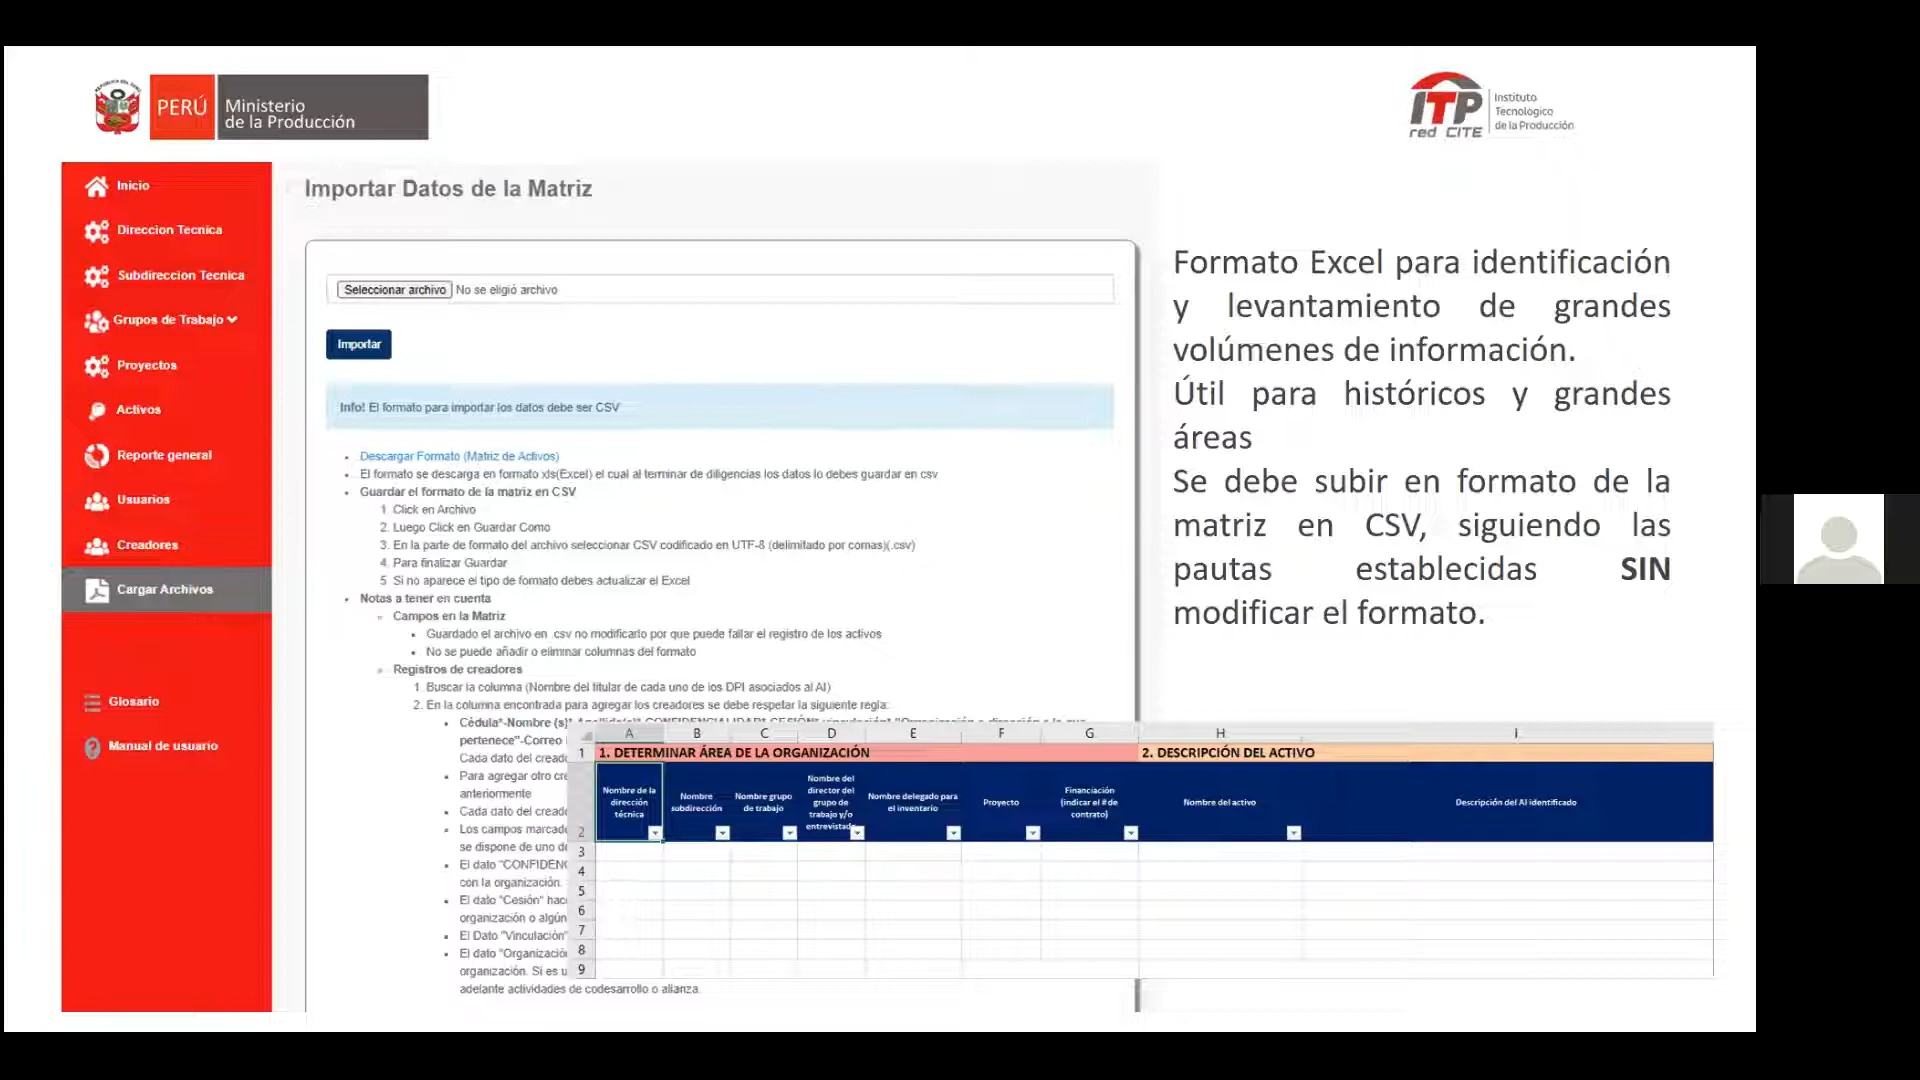 PERÚ
Ministerio
de la Producción
ITP
red CITE
Instituto
Tecnológico
de la Producción
Inicio
Direccion Tecnica
Subdireccion Tecnica
Grupos de Trabajo
Proyectos
Activos
Reporte general
Usuarios
Creadores
Cargar Archivos
Glosario
Manual de usuario
Importar Datos de la Matriz
Seleccionar archivo No se eligió archivo
Importar
Info! El formato para importar los datos debe ser CSV
Descargar Formato (Matriz de Activos)
El formato se descarga en formato xls(Excel) el cual al terminar de diligencias los datos lo debes guardar en csv
Guardar el formato de la matriz en CSV
1. Click en Archivo
2. Luego Click en Guardar Como
3. En la parte de formato del archivo seleccionar CSV codificado en UTF-8 (delimitado por comas)(.csv)
4. Para finalizar Guardar
5. Si no aparece el tipo de formato debes actualizar el Excel
Notas a tener en cuenta
Campos en la Matriz
Guardado el archivo en .csv no modificarlo por que puede fallar el registro de los activos
No se puede añadir o eliminar columnas del formato
Registros de creadores
1. Buscar la columna (Nombre del titular de cada uno de los DPI asociados al AI)
2. En la columna encontrada para agregar los creadores se debe respetar la siguiente regla:
Cédula*-Nombre (s)*
pertenece"-Correo
Cada dato del
Para agregar otro
anteriormente
Cada dato del
Los campos
se dispone de uno
El dato
con la organización.
El dato "Cesión"
organización o algún
El Dato "Vinculación"
El dato
organización. Si es
adelante actividades de codesarrollo o alianza.
Formato Excel para identificación
y levantamiento de grandes
volúmenes de información.
Útil para históricos y grandes
áreas
Se debe subir en formato de la
matriz en CSV, siguiendo las
pautas establecidas SIN
modificar el formato.
A B C D E F G H I
1 1. DETERMINAR ÁREA DE LA ORGANIZACIÓN 2. DESCRIPCIÓN DEL ACTIVO
Nombre de la
dirección
técnica
Nombre
subdirección
Nombre grupo
de trabajo
Nombre del
director del
grupo de
trabajo y/o
Nombre delegado para
el inventario
Proyecto
Financiación
(indicar el # de
contrato)
Nombre del activo
Descripción del AI identificado
2
3
4
5
6
7
8
9